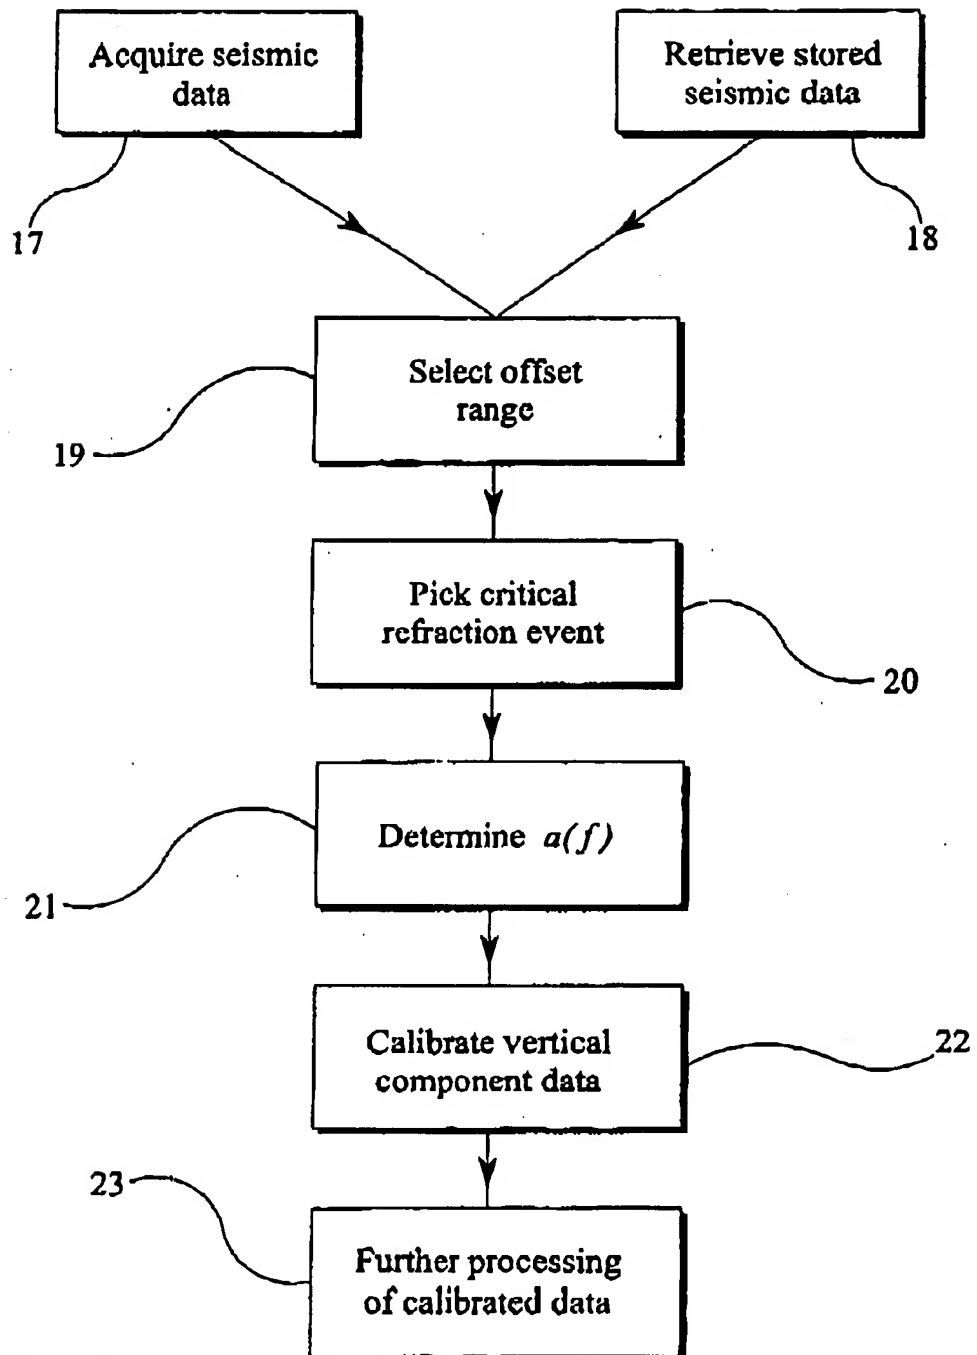 Acquire seismic
data
Retrieve stored
seismic data
17
18
Select offset
range
19
Pick critical
refraction event
20
Determine a(f)
21
Calibrate vertical
component data
22
23
Further processing
of calibrated data